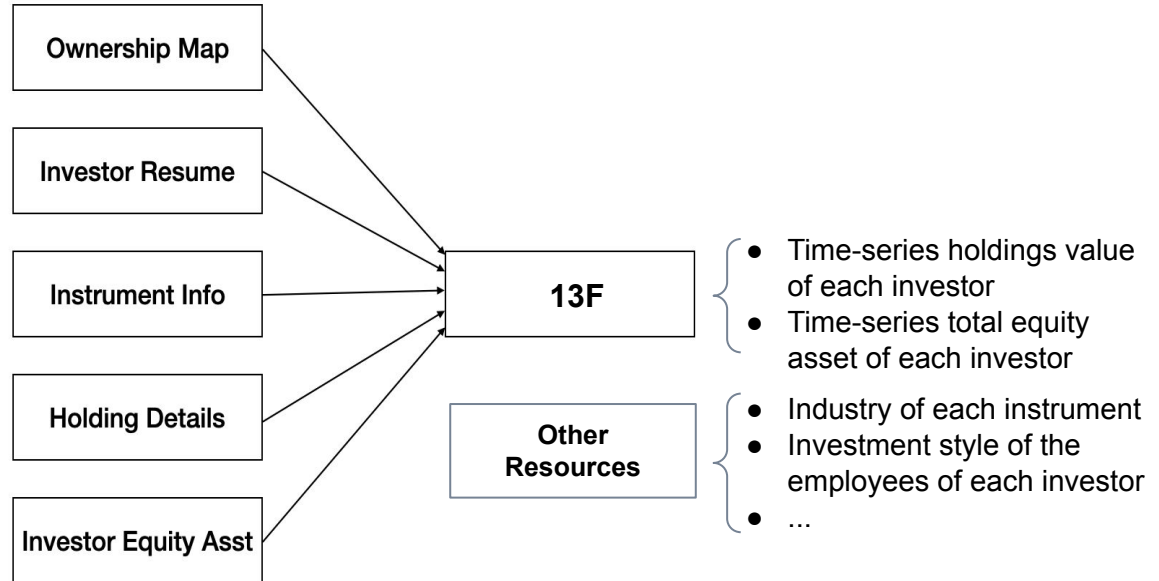 Ownership Map
Investor Resume
Instrument Info
Holding Details
Investor Equity Asst
13F
● Time-series holdings value
of each investor
● Time-series total equity
asset of each investor
Other
Resources
● Industry of each instrument
● Investment style of the
employees of each investor
● ...